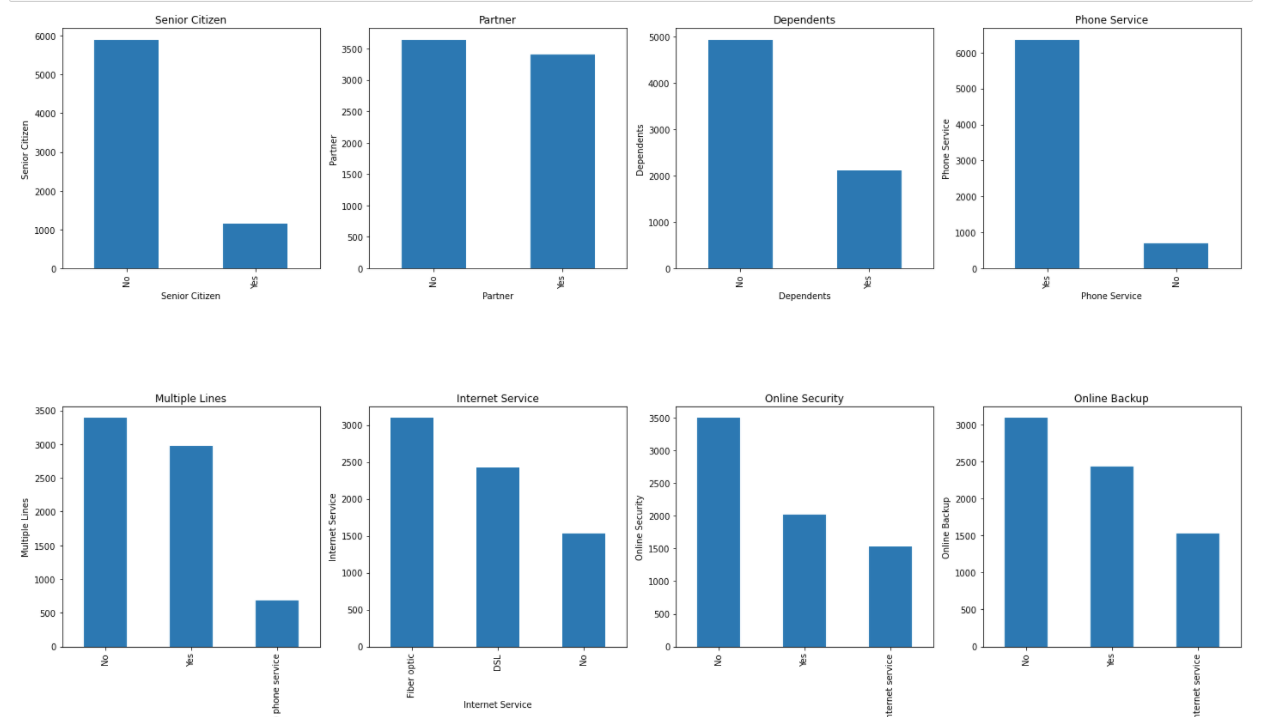 Senior Citizen
Partner
Dependents
Phone Service
6000
5000
4000
3000
2000
1000
0
Senior Citizen
No
Yes
Senior Citizen
3500
3000
2500
2000
1500
1000
500
0
Partner
No
Yes
Partner
5000
4000
3000
2000
1000
0
Dependents
No
Yes
Dependents
6000
5000
4000
3000
2000
1000
0
Phone Service
Yes
No
Phone Service
Multiple Lines
Internet Service
Online Security
Online Backup
3500
3000
2500
2000
1500
1000
500
0
Multiple Lines
No
Yes
phone service
3000
2500
2000
1500
1000
500
0
Internet Service
Fiber optic
DSL
No
Internet Service
3500
3000
2500
2000
1500
1000
500
0
Online Security
No
Yes
service
3000
2500
2000
1500
1000
500
0
Online Backup
No
Yes
service